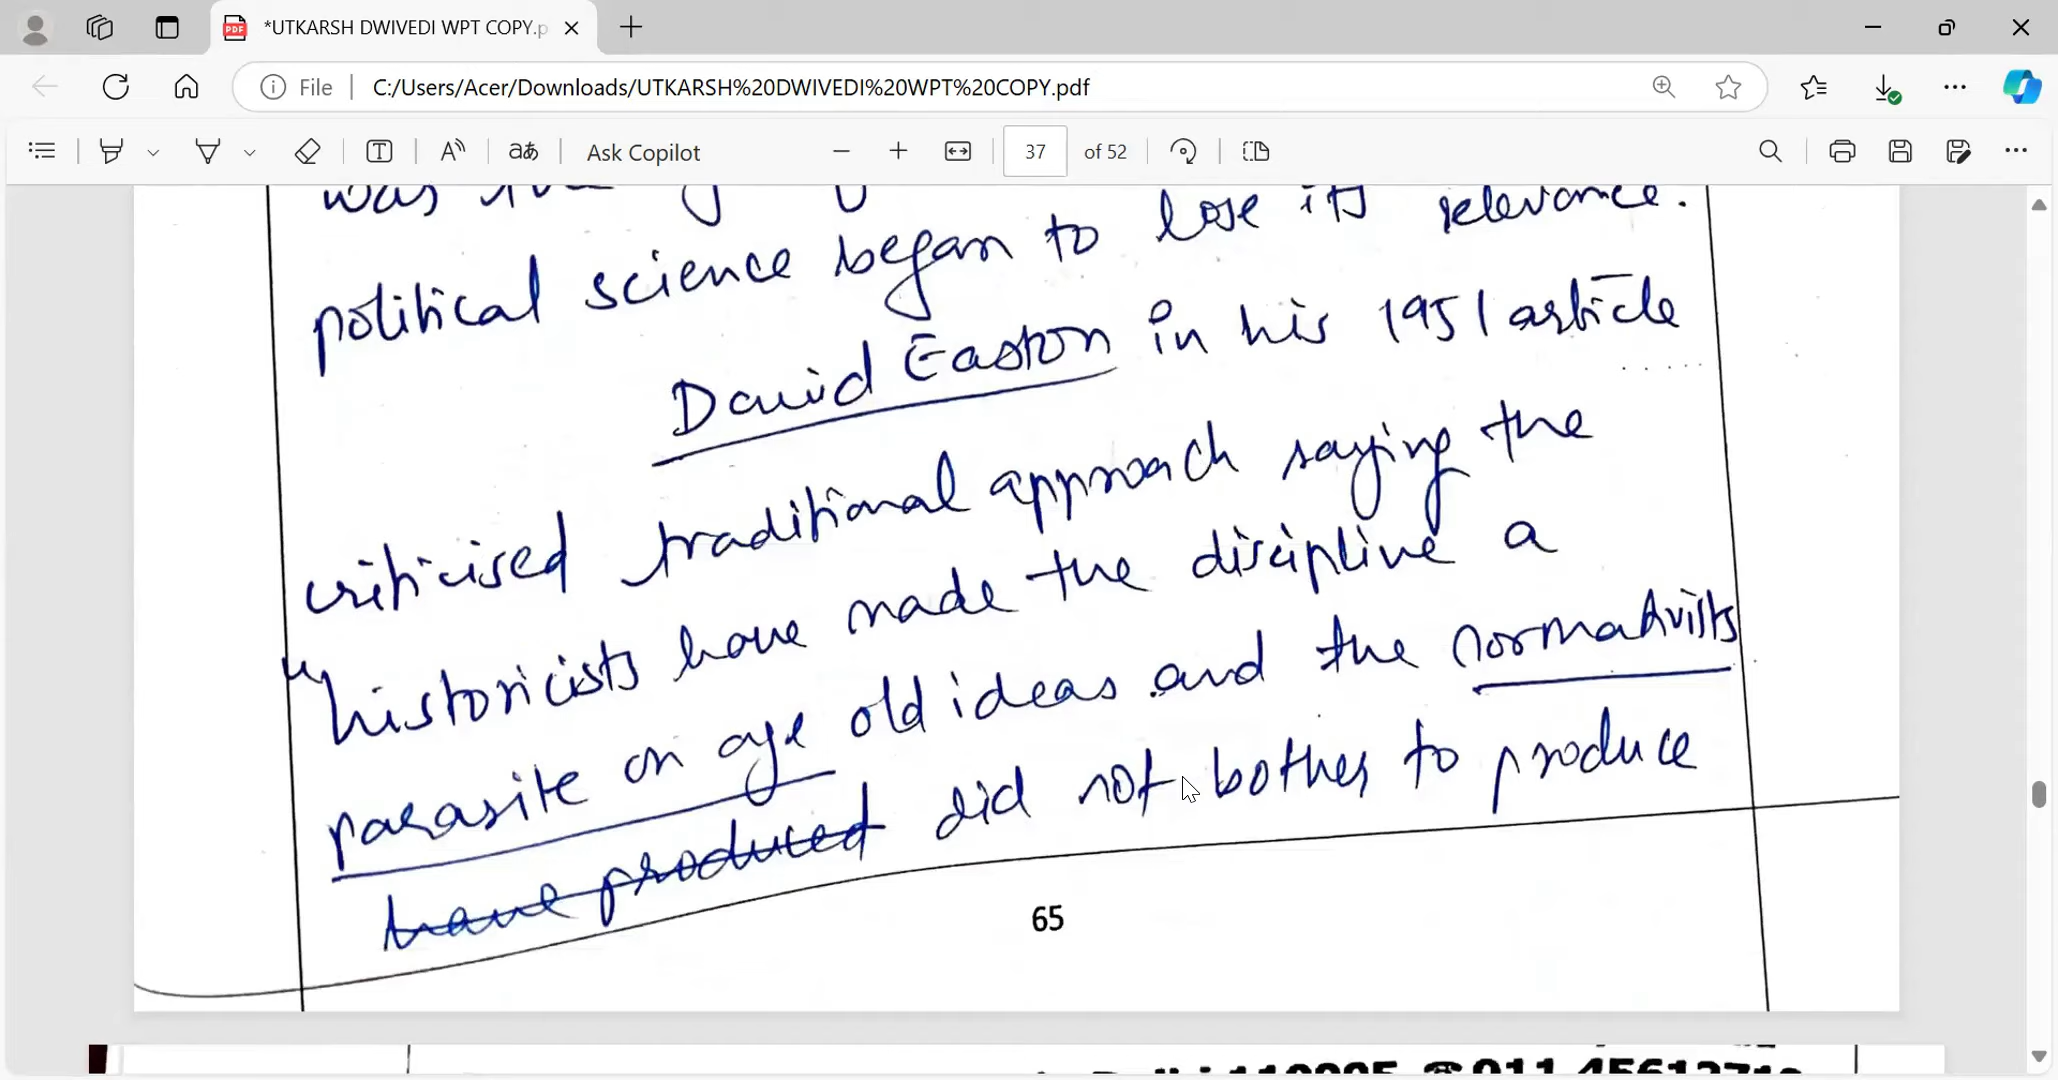 *UTKARSH DWIVEDI WPT COPY.p
File
C:/Users/Acer/Downloads/UTKARSH%20DWIVEDI%20WPT%20COPY.pdf
Ask Copilot
37 of 52
was
lose its relevance.
political science began to
David Easton in his 1951 article
criticised traditional approach saying the
"historicists have made the discipline a
parasite on age old ideas and the normativists
have produced did not bother to produce
65
011 4561